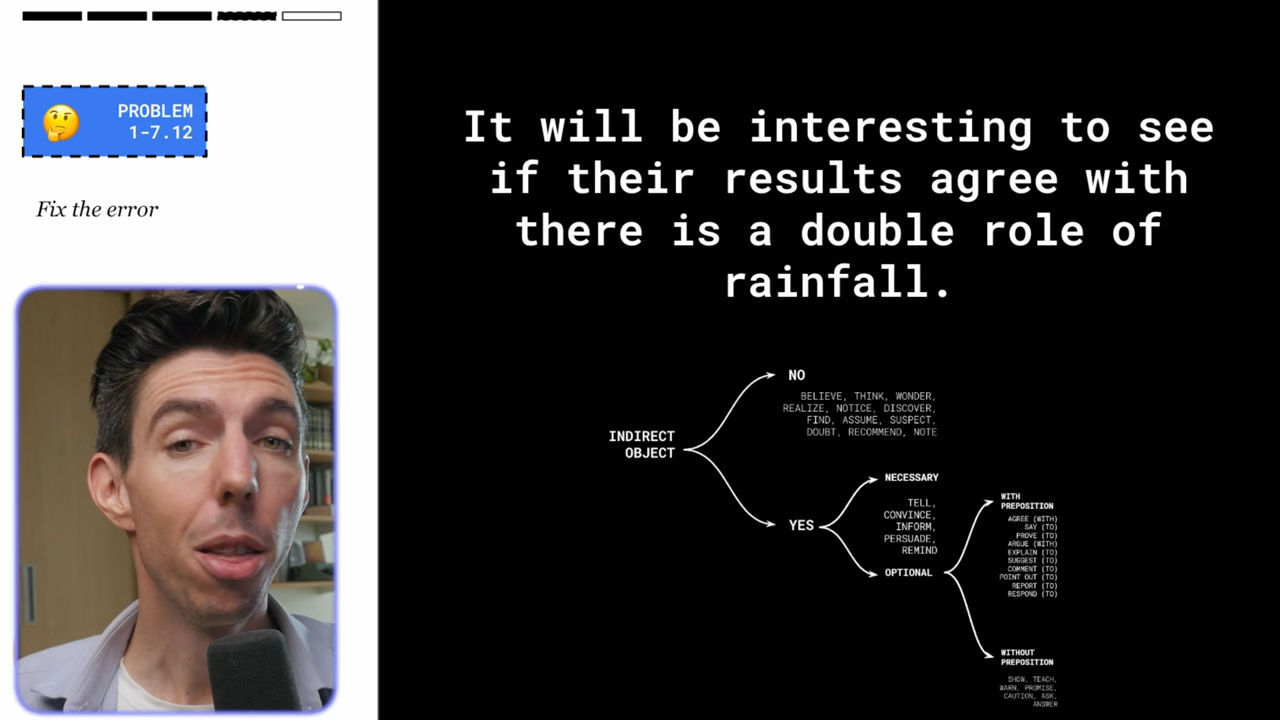 PROBLEM
1-7.12
Fix the error
It will be interesting to see
if their results agree with
there is a double role of
rainfall.
INDIRECT
OBJECT
NO
BELIEVE, THINK, WONDER,
REALIZE, NOTICE, DISCOVER,
FIND, ASSUME, SUSPECT,
DOUBT, RECOMMEND, NOTE
YES
NECESSARY
TELL,
CONVINCE,
INFORM,
PERSUADE,
REMIND
OPTIONAL
WITH
PREPOSITION
AGREE (WITH)
SAY (TO)
PROVE (TO)
ARGUE (WITH)
EXPLAIN (TO)
SUGGEST (TO)
COMMENT (TO)
POINT OUT (TO)
REPORT (TO)
RESPOND (TO)
WITHOUT
PREPOSITION
SHOW, TEACH,
WARN, PROMISE,
CAUTION, ASK,
ANSWER